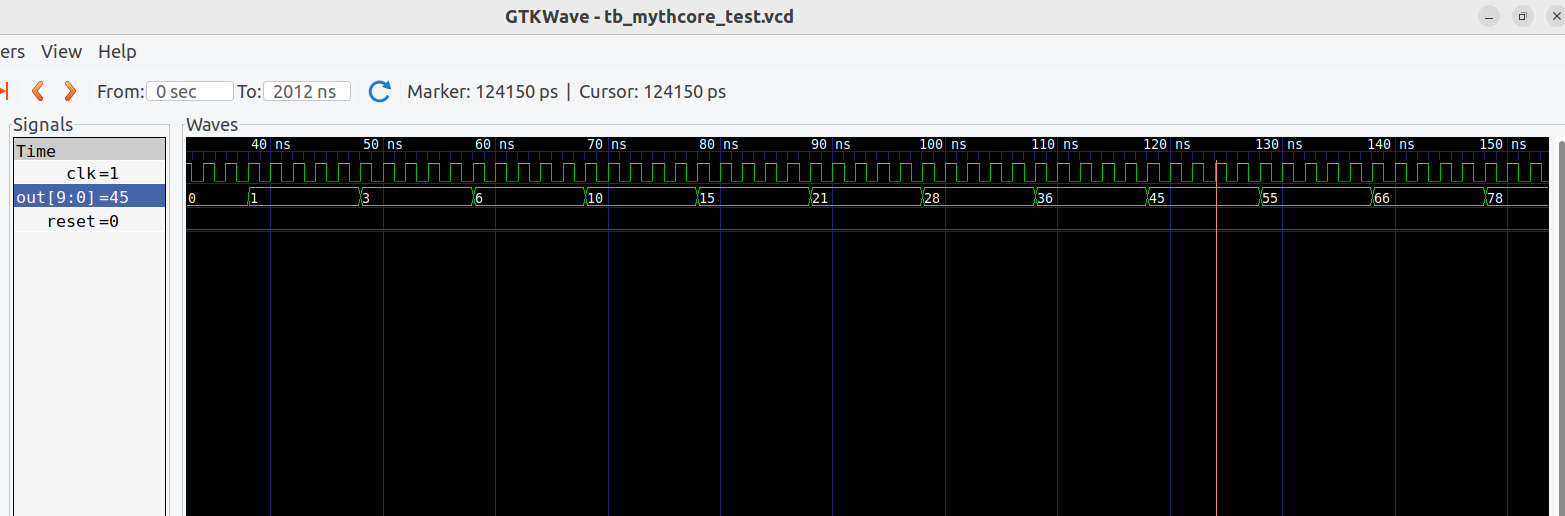 GTKWave - tb_mythcore_test.vcd
ers View Help
From: 0 sec To: 2012 ns Marker: 124150 ps | Cursor: 124150 ps
Signals Waves
Time 40 ns 50 ns 60 ns 70 ns 80 ns 90 ns 100 ns 110 ns 120 ns 130 ns 140 ns 150 ns
clk=1
out[9:0]=45 0 1 3 6 10 15 21 28 36 45 55 66 78
reset=0